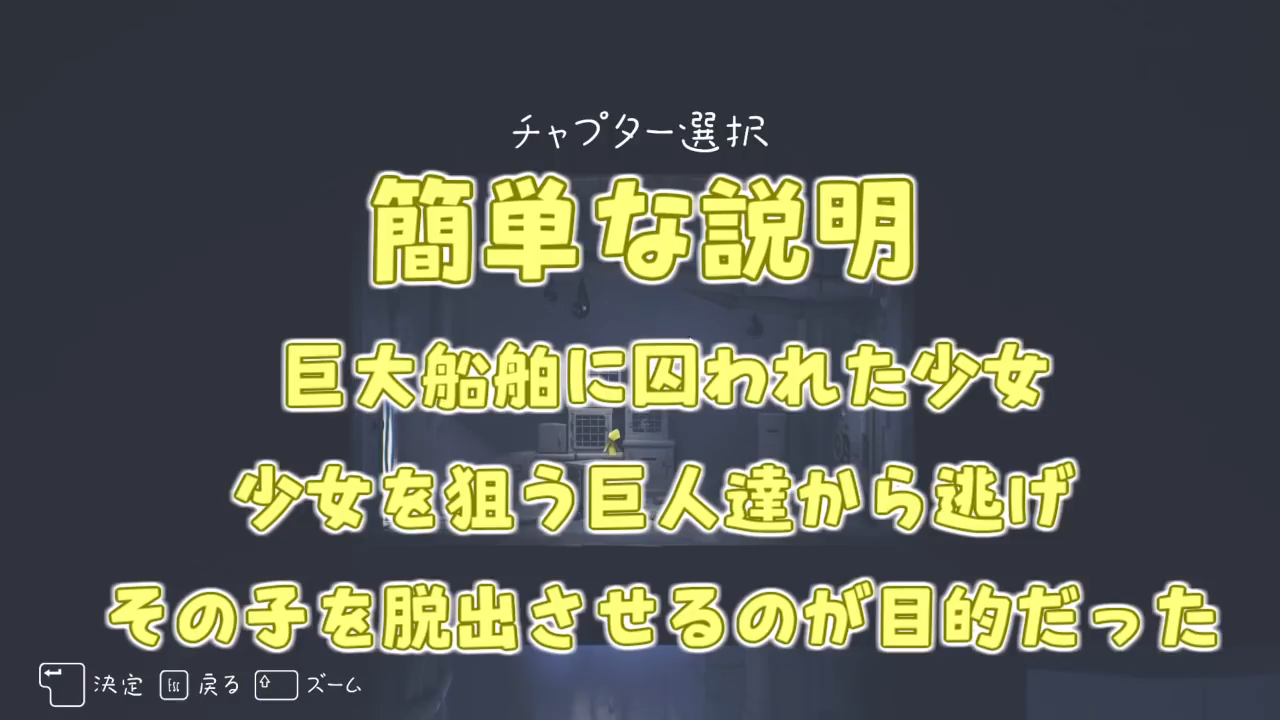 チャプター選択
簡単な説明
巨大船舶に囚われた少女
少女を狙う巨人達から逃げ
その子を脱出させるのが目的だった
決定 Esc 戻る ズーム